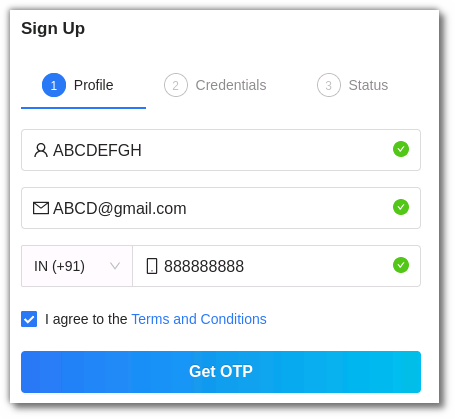 Sign Up
1 Profile 2 Credentials 3 Status
ABCDEFGH
ABCD@gmail.com
IN (+91) 888888888
I agree to the Terms and Conditions
Get OTP